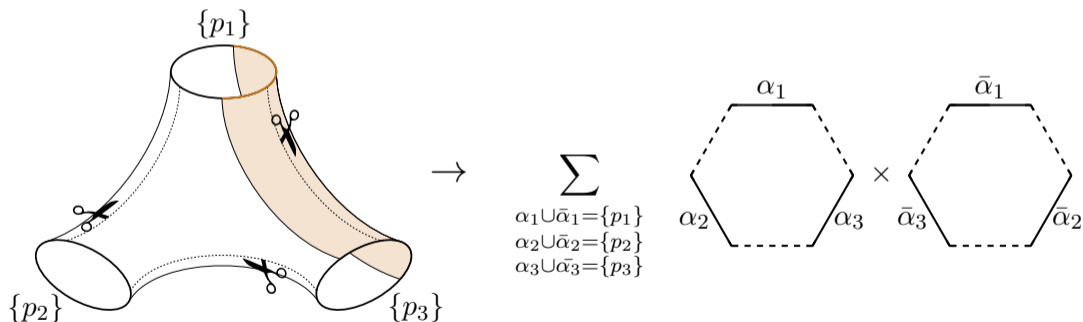 {p₁}
{p₂}
{p₃}
→
∑
α₁∪ᾱ₁={p₁}
α₂∪ᾱ₂={p₂}
α₃∪ᾱ₃={p₃}
α₁
α₂
α₃
×
ᾱ₁
ᾱ₃
ᾱ₂